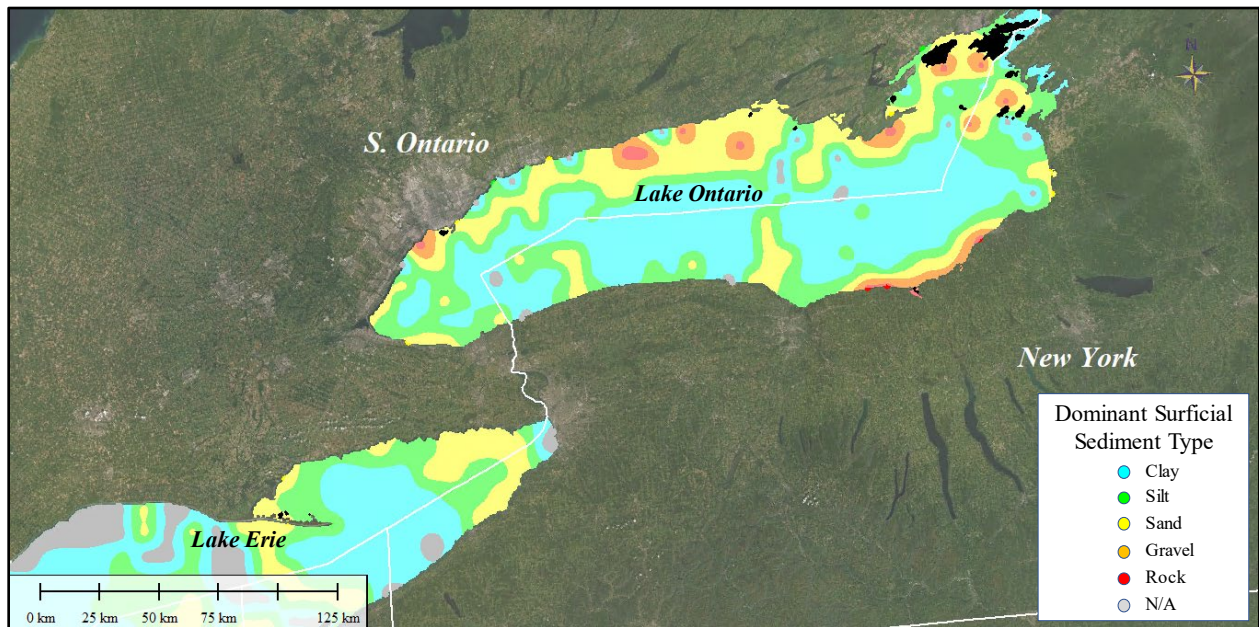 N
S. Ontario
Lake Ontario
New York
Lake Erie
Dominant Surficial
Sediment Type
Clay
Silt
Sand
Gravel
Rock
N/A
0 km 25 km 50 km 75 km 125 km